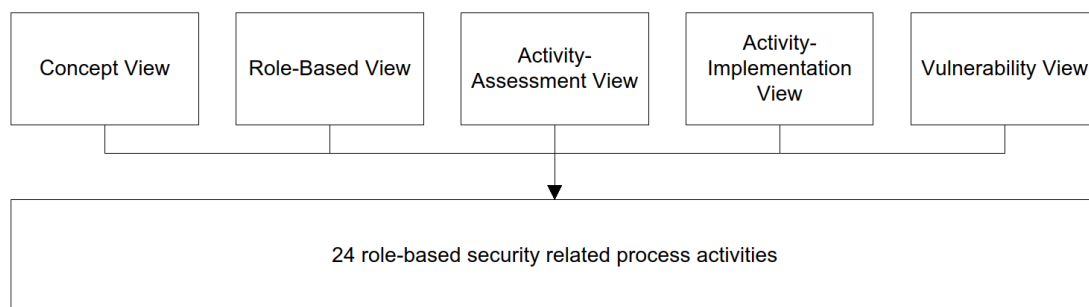 Concept View
Role-Based View
Activity-
Assessment View
Activity-
Implementation
View
Vulnerability View
24 role-based security related process activities